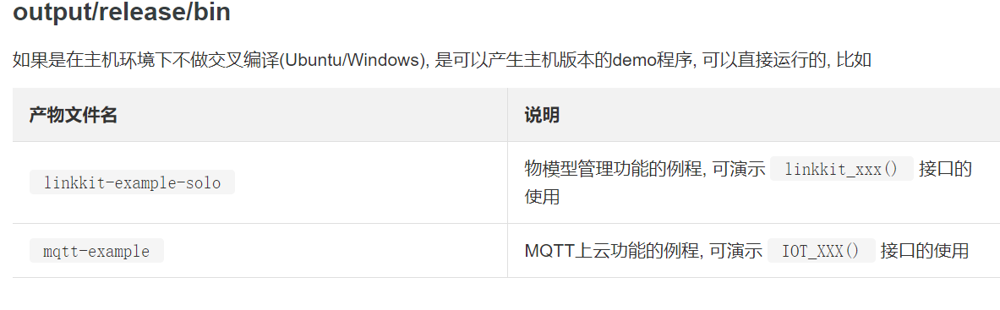 output/release/bin
如果是在主机环境下不做交叉编译(Ubuntu/Windows), 是可以产生主机版本的demo程序, 可以直接运行的, 比如
产物文件名
说明
linkkit-example-solo
物模型管理功能的例程, 可演示 linkkit_xxx() 接口的
使用
mqtt-example
MQTT上云功能的例程, 可演示 IOT_XXX() 接口的使用